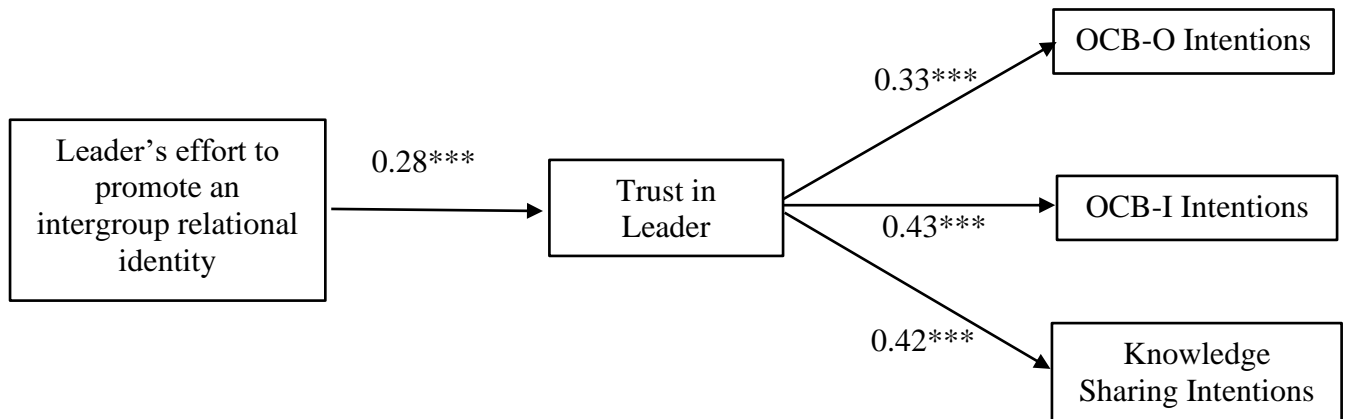 Leader’s effort to
promote an
intergroup relational
identity
0.28***
Trust in
Leader
0.33***
OCB-O Intentions
0.43***
OCB-I Intentions
0.42***
Knowledge
Sharing Intentions